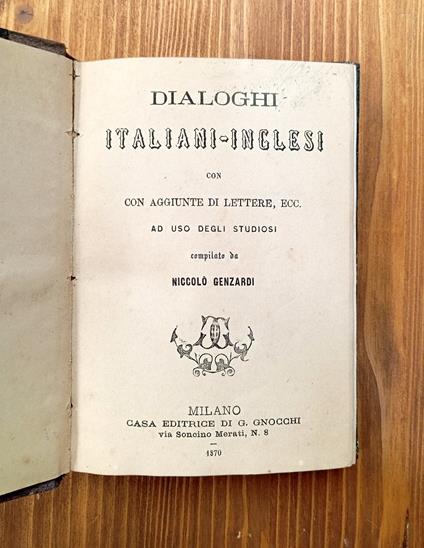 DIALOGHI
ITALIANI-INGLESI
CON
CON AGGIUNTE DI LETTERE, ECC.
AD USO DEGLI STUDIOSI
compilato da
NICCOLÒ GENZARDI
MILANO
CASA EDITRICE DI G. GNOCCHI
via Soncino Merati, N. 8
1870